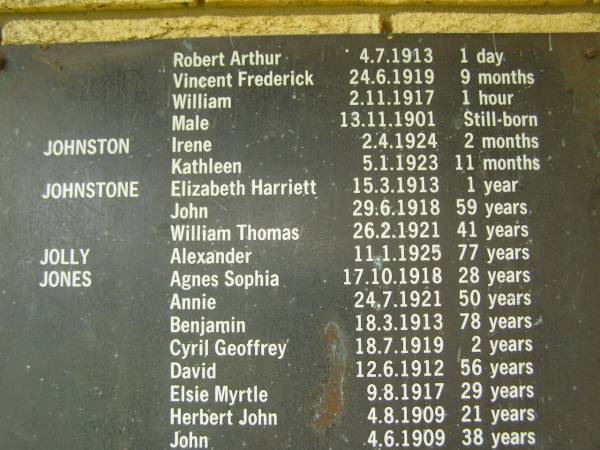 Robert Arthur 4.7.1913 1 day
Vincent Frederick 24.6.1919 9 months
William 2.11.1917 1 hour
Male 13.11.1901 Still-born
JOHNSTON Irene 2.4.1924 2 months
Kathleen 5.1.1923 11 months
JOHNSTONE Elizabeth Harriett 15.3.1913 1 year
John 29.6.1918 59 years
William Thomas 26.2.1921 41 years
JOLLY Alexander 11.1.1925 77 years
JONES Agnes Sophia 17.10.1918 28 years
Annie 24.7.1921 50 years
Benjamin 18.3.1913 78 years
Cyril Geoffrey 18.7.1919 2 years
David 12.6.1912 56 years
Elsie Myrtle 9.8.1917 29 years
Herbert John 4.8.1909 21 years
John 4.6.1909 38 years